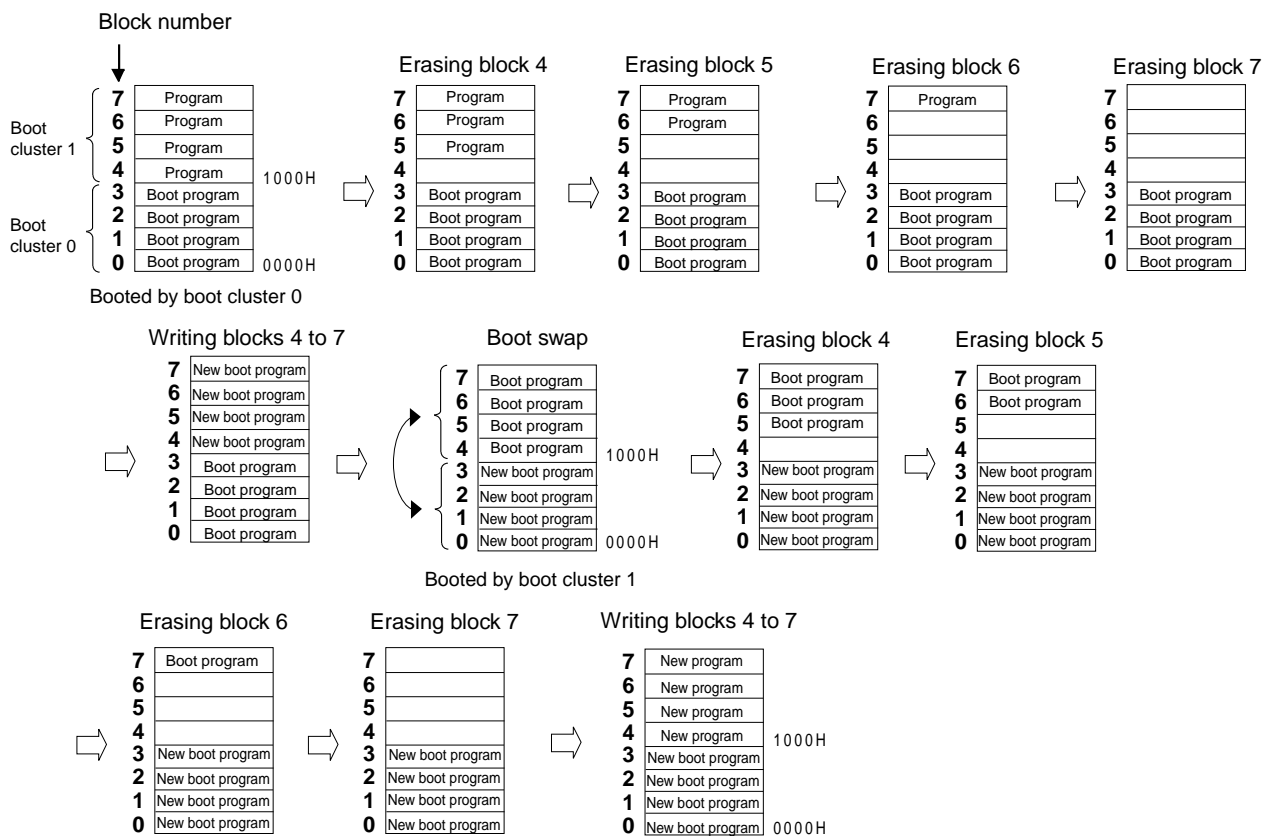 Block number
Erasing block 4
Erasing block 5
Erasing block 6
Erasing block 7
Boot
cluster 1
Boot
cluster 0
7 Program
6 Program
5 Program
4 Program
1000H
3 Boot program
2 Boot program
1 Boot program
0 Boot program
0000H
Booted by boot cluster 0
7 Program
6 Program
5 Program
4
3 Boot program
2 Boot program
1 Boot program
0 Boot program
7 Program
6 Program
5
4
3 Boot program
2 Boot program
1 Boot program
0 Boot program
7 Program
6
5
4
3 Boot program
2 Boot program
1 Boot program
0 Boot program
7
6
5
4
3 Boot program
2 Boot program
1 Boot program
0 Boot program
Writing blocks 4 to 7
7 New boot program
6 New boot program
5 New boot program
4 New boot program
3 Boot program
2 Boot program
1 Boot program
0 Boot program
Boot swap
7 Boot program
6 Boot program
5 Boot program
4 Boot program
1000H
3 New boot program
2 New boot program
1 New boot program
0 New boot program
0000H
Booted by boot cluster 1
Erasing block 4
7 Boot program
6 Boot program
5 Boot program
4
3 New boot program
2 New boot program
1 New boot program
0 New boot program
Erasing block 5
7 Boot program
6 Boot program
5
4
3 New boot program
2 New boot program
1 New boot program
0 New boot program
Erasing block 6
7 Boot program
6
5
4
3 New boot program
2 New boot program
1 New boot program
0 New boot program
Erasing block 7
7
6
5
4
3 New boot program
2 New boot program
1 New boot program
0 New boot program
Writing blocks 4 to 7
7 New program
6 New program
5 New program
4 New program
1000H
3 New boot program
2 New boot program
1 New boot program
0 New boot program
0000H